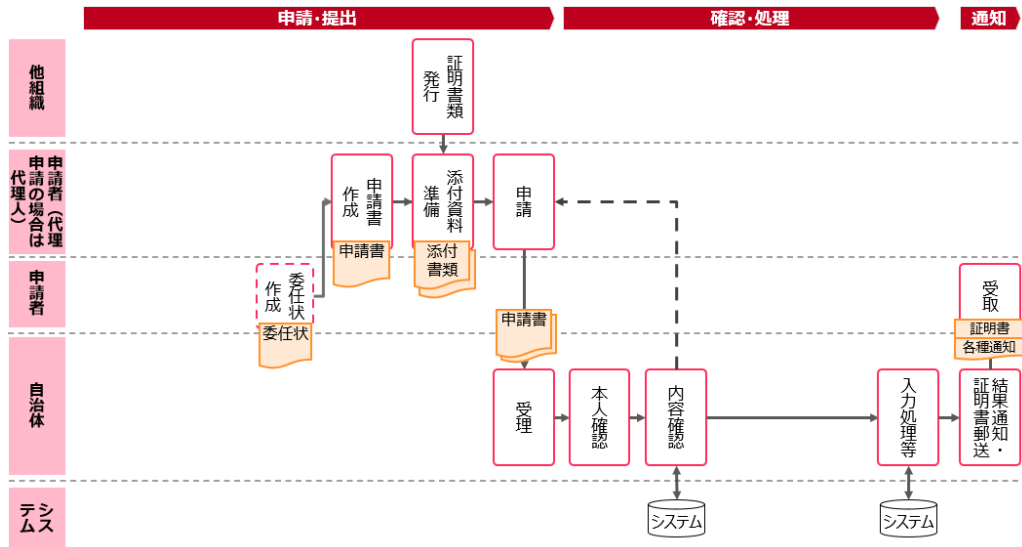 申請・提出
確認・処理
通知
他組織
証明書類
発行
申請者（代理
申請の場合は
代理人）
申請書
作成
添付資料
準備
申請
申請書
添付
書類
申請者
委任状
作成
委任状
申請書
受取
証明書
各種通知
自治体
受理
本人確認
内容確認
入力処理等
結果通知・
証明書郵送
シス
テム
システム
システム